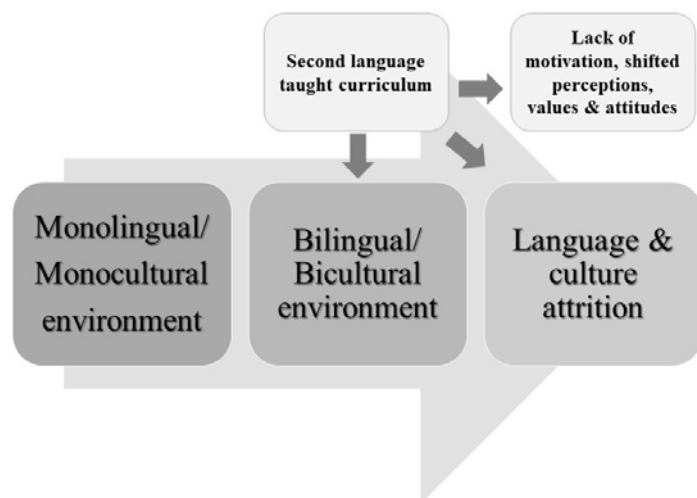 Second language
taught curriculum
Lack of
motivation, shifted
perceptions,
values & attitudes
Monolingual/
Monocultural
environment
Bilingual/
Bicultural
environment
Language &
culture
attrition